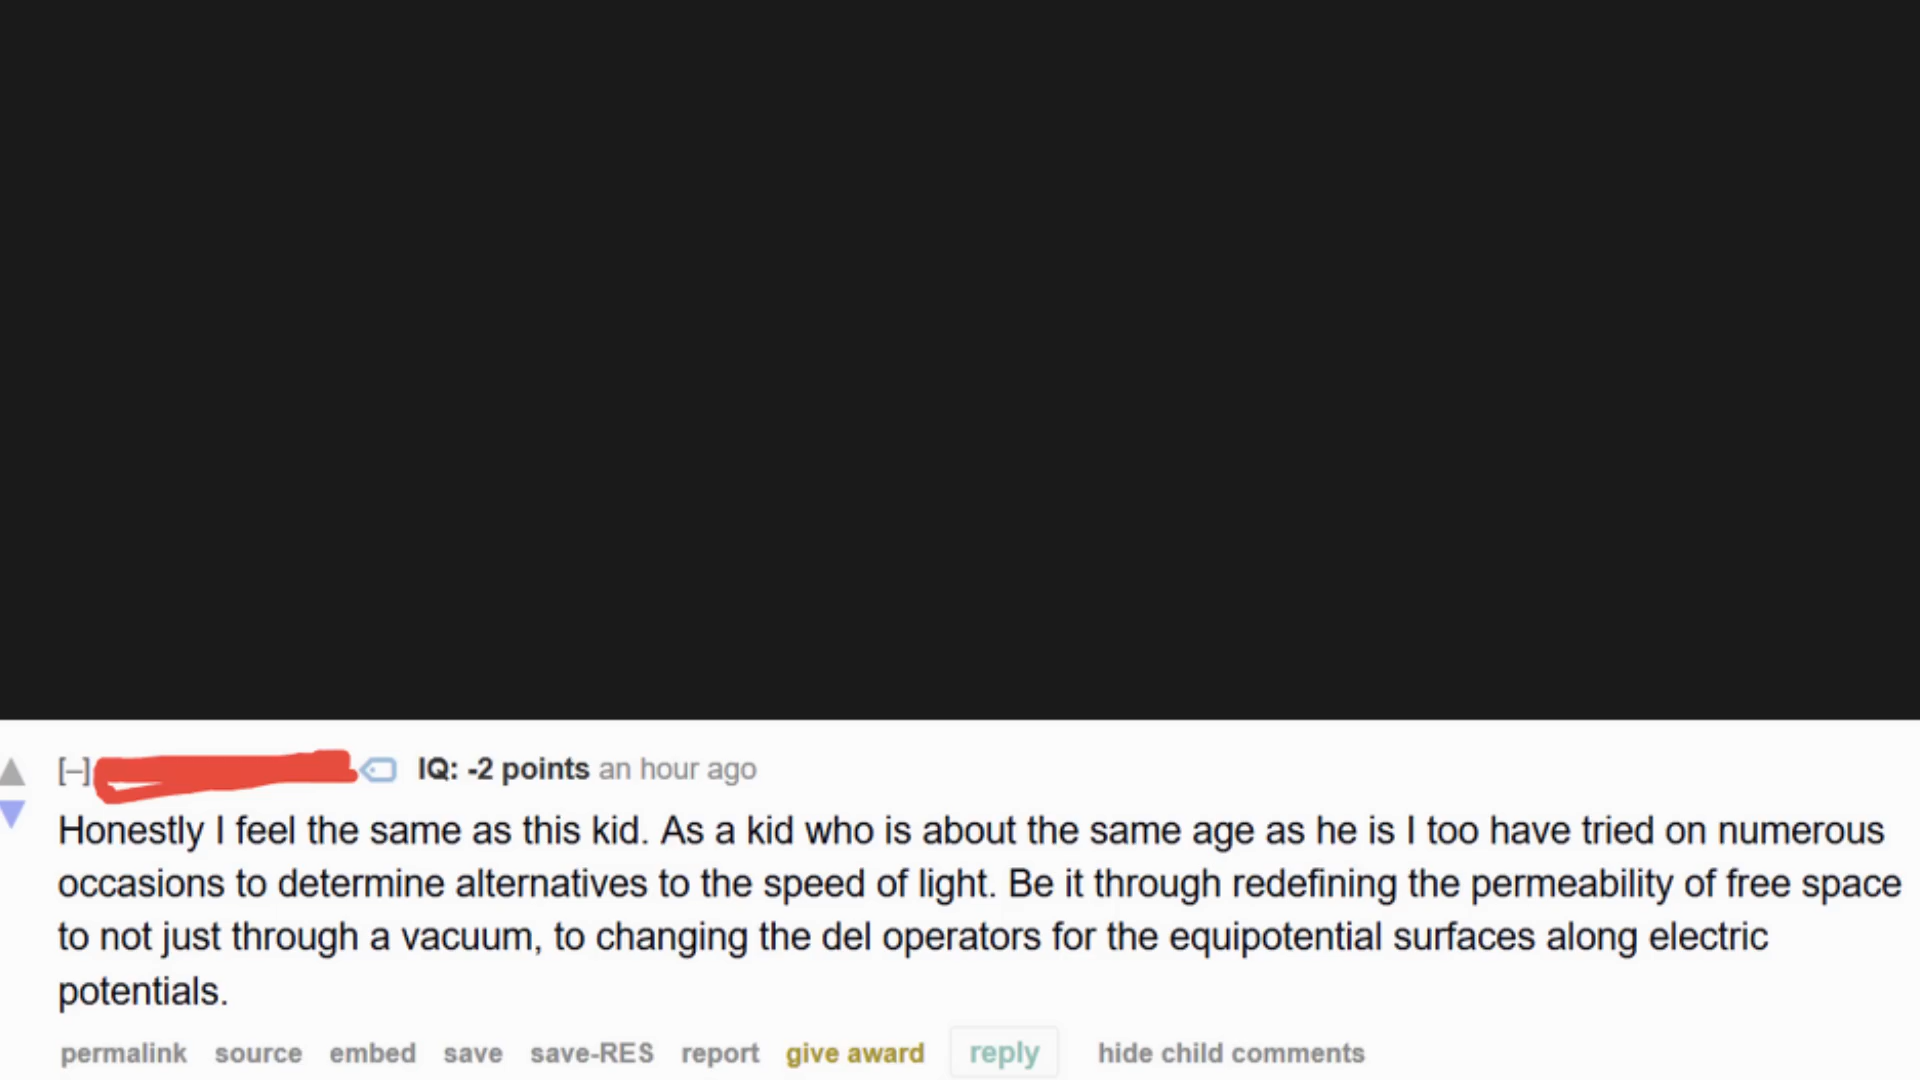 [–] IQ: -2 points an hour ago
Honestly I feel the same as this kid. As a kid who is about the same age as he is I too have tried on numerous
occasions to determine alternatives to the speed of light. Be it through redefining the permeability of free space
to not just through a vacuum, to changing the del operators for the equipotential surfaces along electric
potentials.
permalink source embed save save-RES report give award reply hide child comments